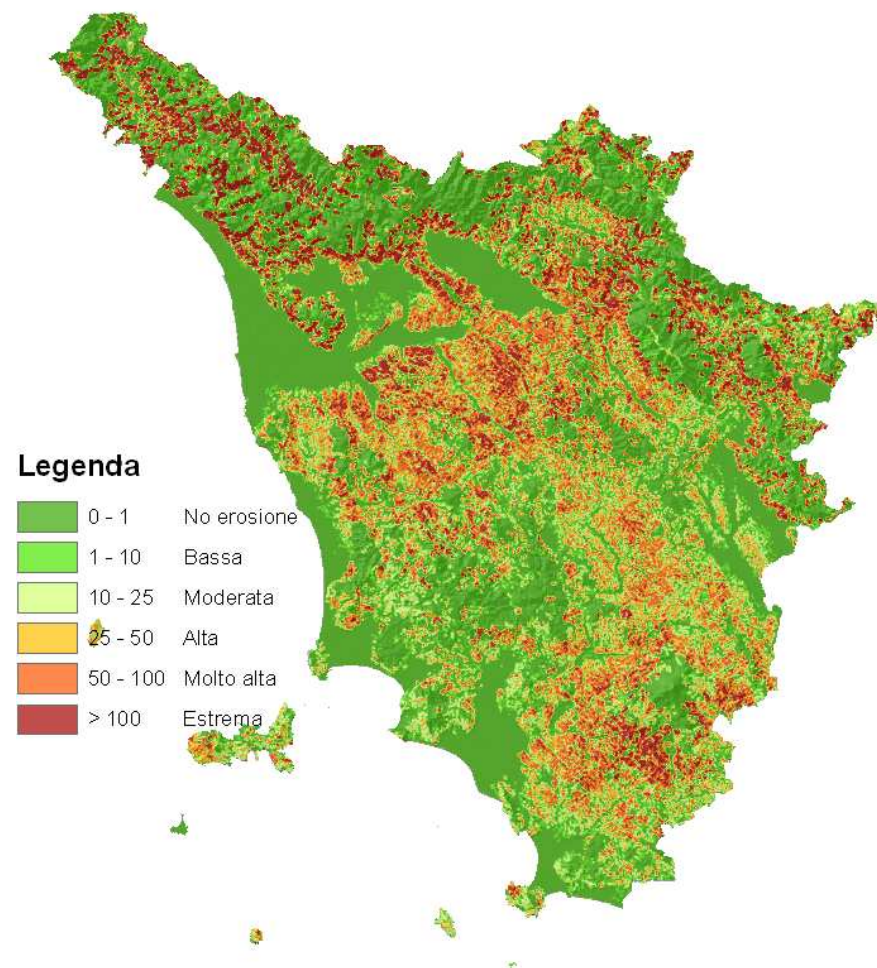 Legenda
0 - 1 No erosione
1 - 10 Bassa
10 - 25 Moderata
25 - 50 Alta
50 - 100 Molto alta
> 100 Estrema